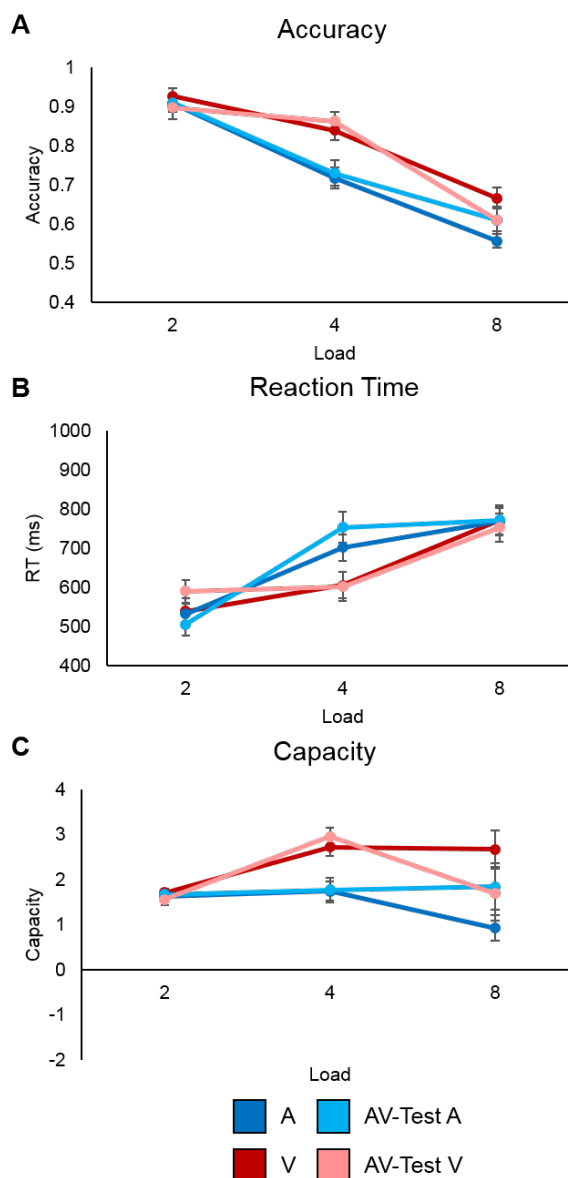 A
Accuracy
1
0.9
0.8
0.7
0.6
0.5
0.4
Accuracy
2 4 8
Load
B
Reaction Time
1000
900
800
700
600
500
400
RT (ms)
2 4 8
Load
C
Capacity
4
3
2
1
0
-1
-2
Capacity
2 4 8
Load
A AV-Test A
V AV-Test V